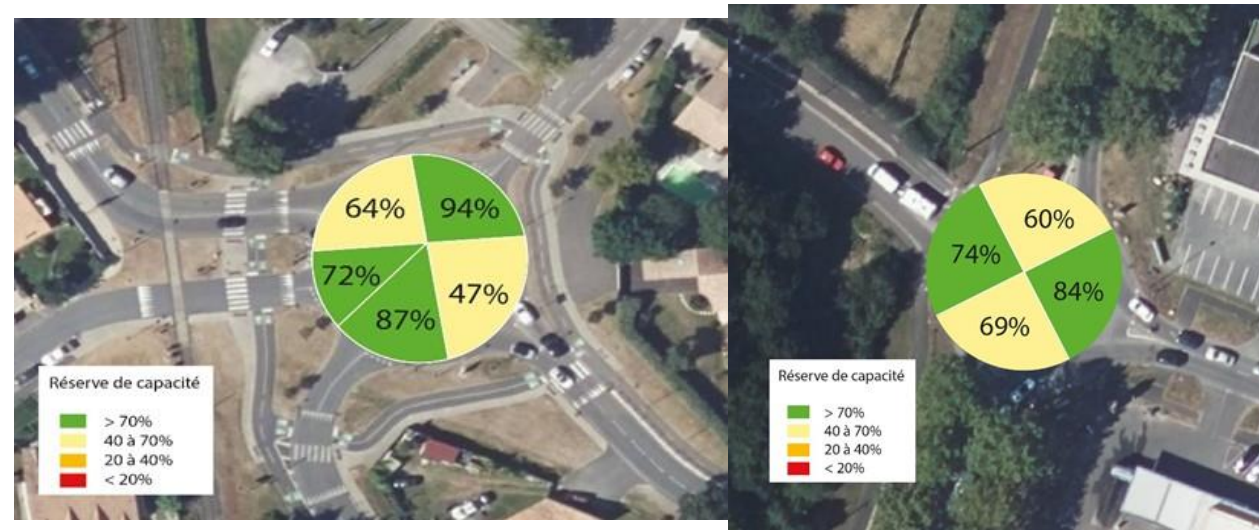 64%
94%
72%
47%
87%
Réserve de capacité
> 70%
40 à 70%
20 à 40%
< 20%
60%
74%
84%
69%
Réserve de capacité
> 70%
40 à 70%
20 à 40%
< 20%